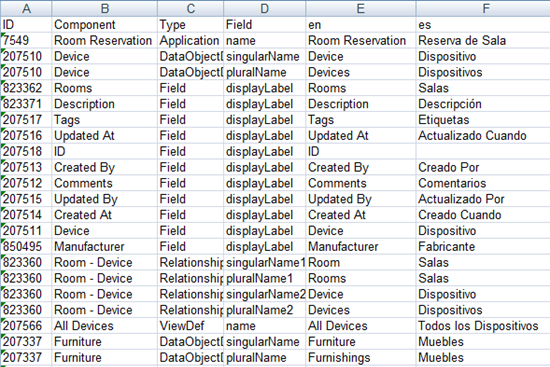 A B C D E F
ID Component Type Field en es
7549 Room Reservation Application name Room Reservation Reserva de Sala
207510 Device DataObjectD singularName Device Dispositivo
207510 Device DataObjectD pluralName Devices Dispositivos
823362 Rooms Field displayLabel Rooms Salas
823371 Description Field displayLabel Description Descripción
207517 Tags Field displayLabel Tags Etiquetas
207516 Updated At Field displayLabel Updated At Actualizado Cuando
207518 ID Field displayLabel ID
207513 Created By Field displayLabel Created By Creado Por
207512 Comments Field displayLabel Comments Comentarios
207515 Updated By Field displayLabel Updated By Actualizado Por
207514 Created At Field displayLabel Created At Creado Cuando
207511 Device Field displayLabel Device Dispositivo
850495 Manufacturer Field displayLabel Manufacturer Fabricante
823360 Room - Device Relationship singularName1 Room Salas
823360 Room - Device Relationship pluralName1 Rooms Salas
823360 Room - Device Relationship singularName2 Device Dispositivo
823360 Room - Device Relationship pluralName2 Devices Dispositivos
207566 All Devices ViewDef name All Devices Todos los Dispositivos
207337 Furniture DataObjectD singularName Furniture Muebles
207337 Furniture DataObjectD pluralName Furnishings Muebles